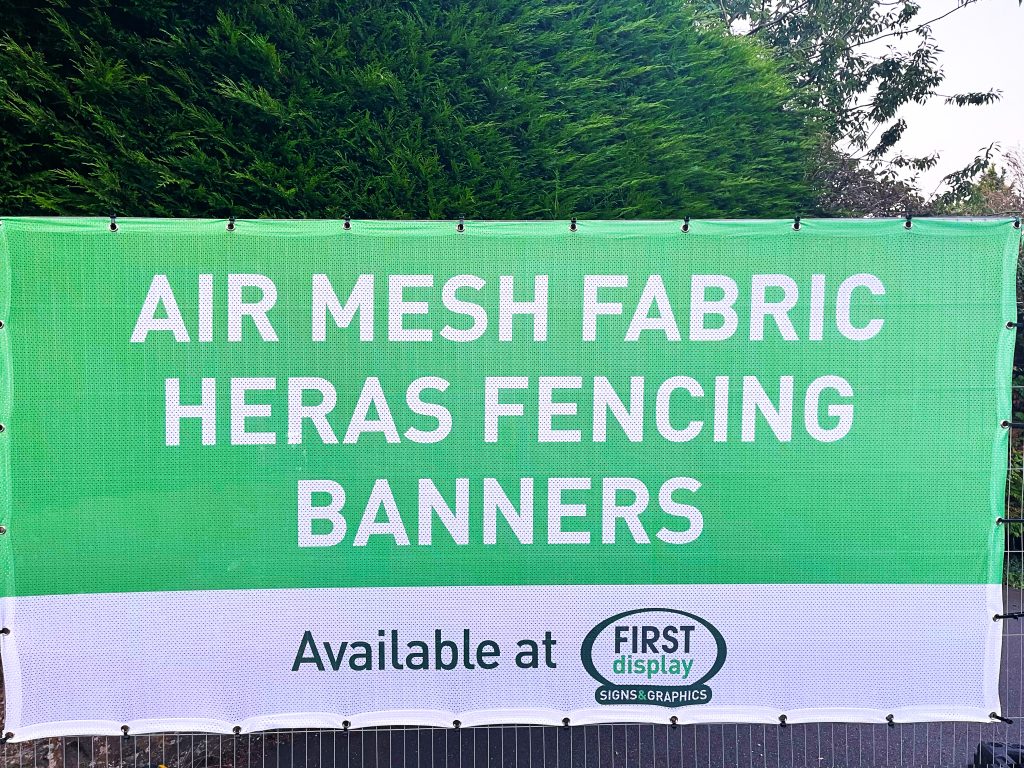 AIR MESH FABRIC
HERAS FENCING
BANNERS
Available at
FIRST
display
SIGNS&GRAPHICS